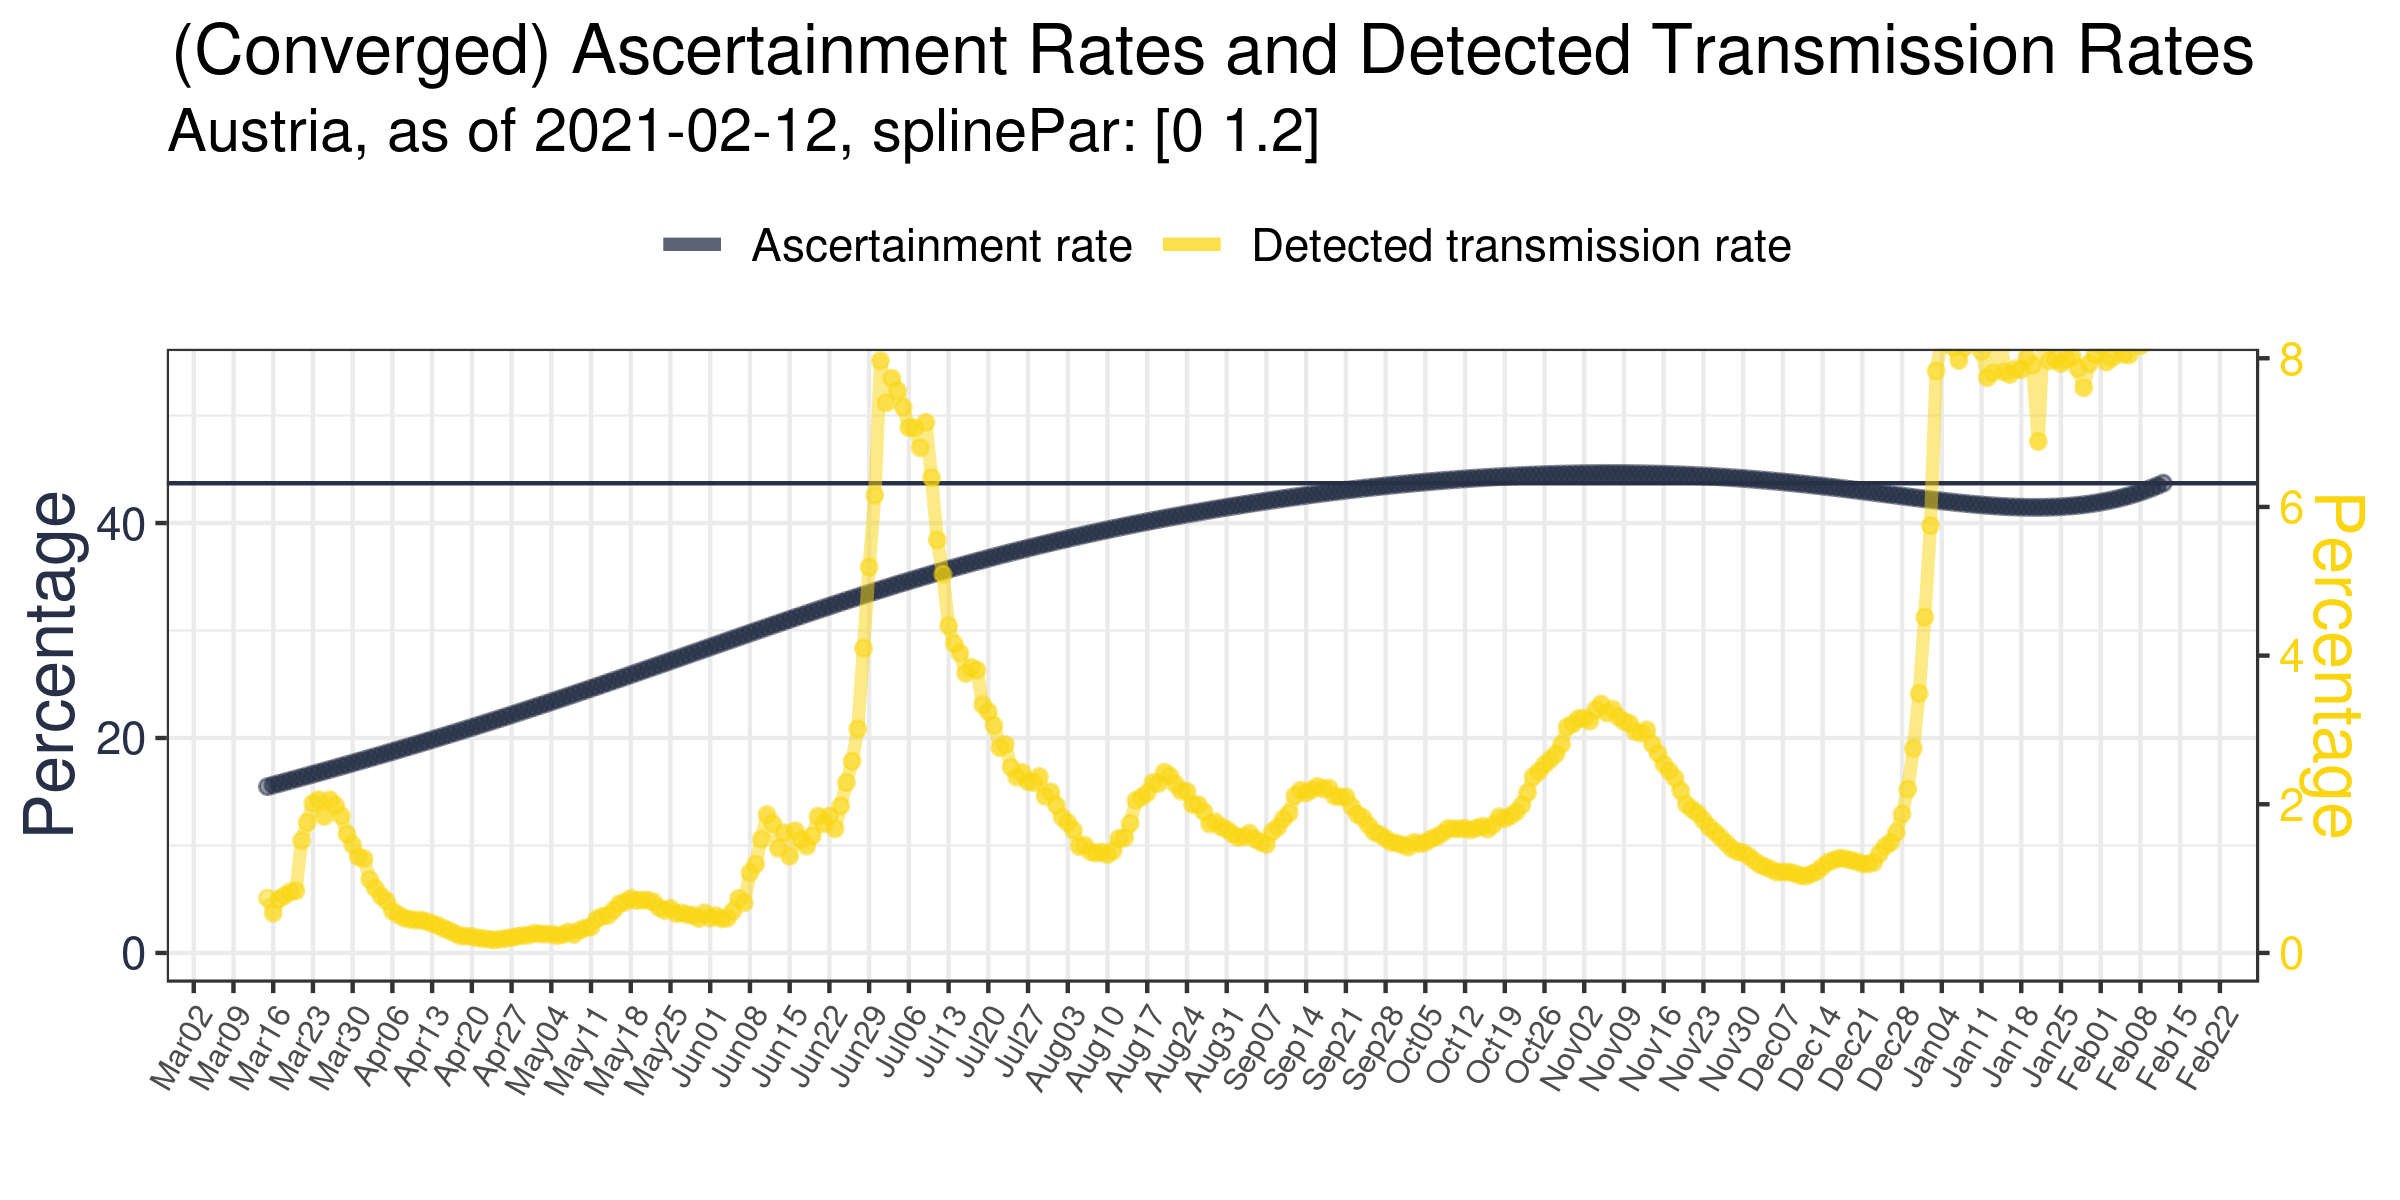 (Converged) Ascertainment Rates and Detected Transmission Rates
Austria, as of 2021-02-12, splinePar: [0 1.2]
Ascertainment rate
Detected transmission rate
Percentage
40
20
0
8
6
4
2
0
Percentage
Mar02 Mar09 Mar16 Mar23 Mar30 Apr06 Apr13 Apr20 Apr27 May04 May11 May18 May25 Jun01 Jun08 Jun15 Jun22 Jun29 Jul06 Jul13 Jul20 Jul27 Aug03 Aug10 Aug17 Aug24 Aug31 Sep07 Sep14 Sep21 Sep28 Oct05 Oct12 Oct19 Oct26 Nov02 Nov09 Nov16 Nov23 Nov30 Dec07 Dec14 Dec21 Dec28 Jan04 Jan11 Jan18 Jan25 Feb01 Feb08 Feb15 Feb22